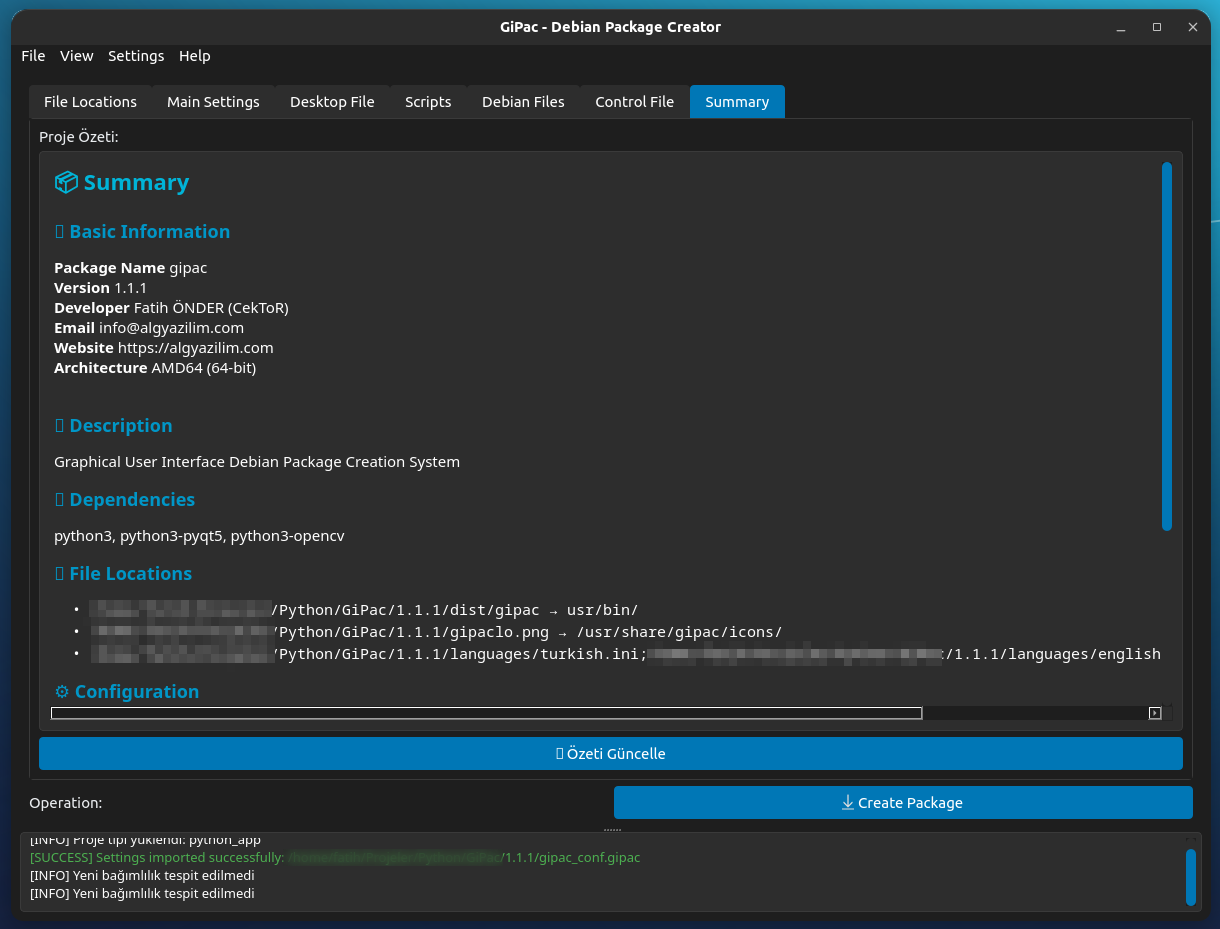 GiPac - Debian Package Creator
File View Settings Help
File Locations Main Settings Desktop File Scripts Debian Files Control File Summary
Proje Özeti:
Summary
Basic Information
Package Name gipac
Version 1.1.1
Developer Fatih ÖNDER (CekToR)
Email info@algyazilim.com
Website https://algyazilim.com
Architecture AMD64 (64-bit)
Description
Graphical User Interface Debian Package Creation System
Dependencies
python3, python3-pyqt5, python3-opencv
File Locations
• /Python/GiPac/1.1.1/dist/gipac → usr/bin/
• /Python/GiPac/1.1.1/gipaclo.png → /usr/share/gipac/icons/
• /Python/GiPac/1.1.1/languages/turkish.ini; /1.1.1/languages/english
⚙ Configuration
Özeti Güncelle
Operation: Create Package
[INFO] Proje tipi yüklendi: python_app
[SUCCESS] Settings imported successfully: /1.1.1/gipac_conf.gipac
[INFO] Yeni bağımlılık tespit edilmedi
[INFO] Yeni bağımlılık tespit edilmedi